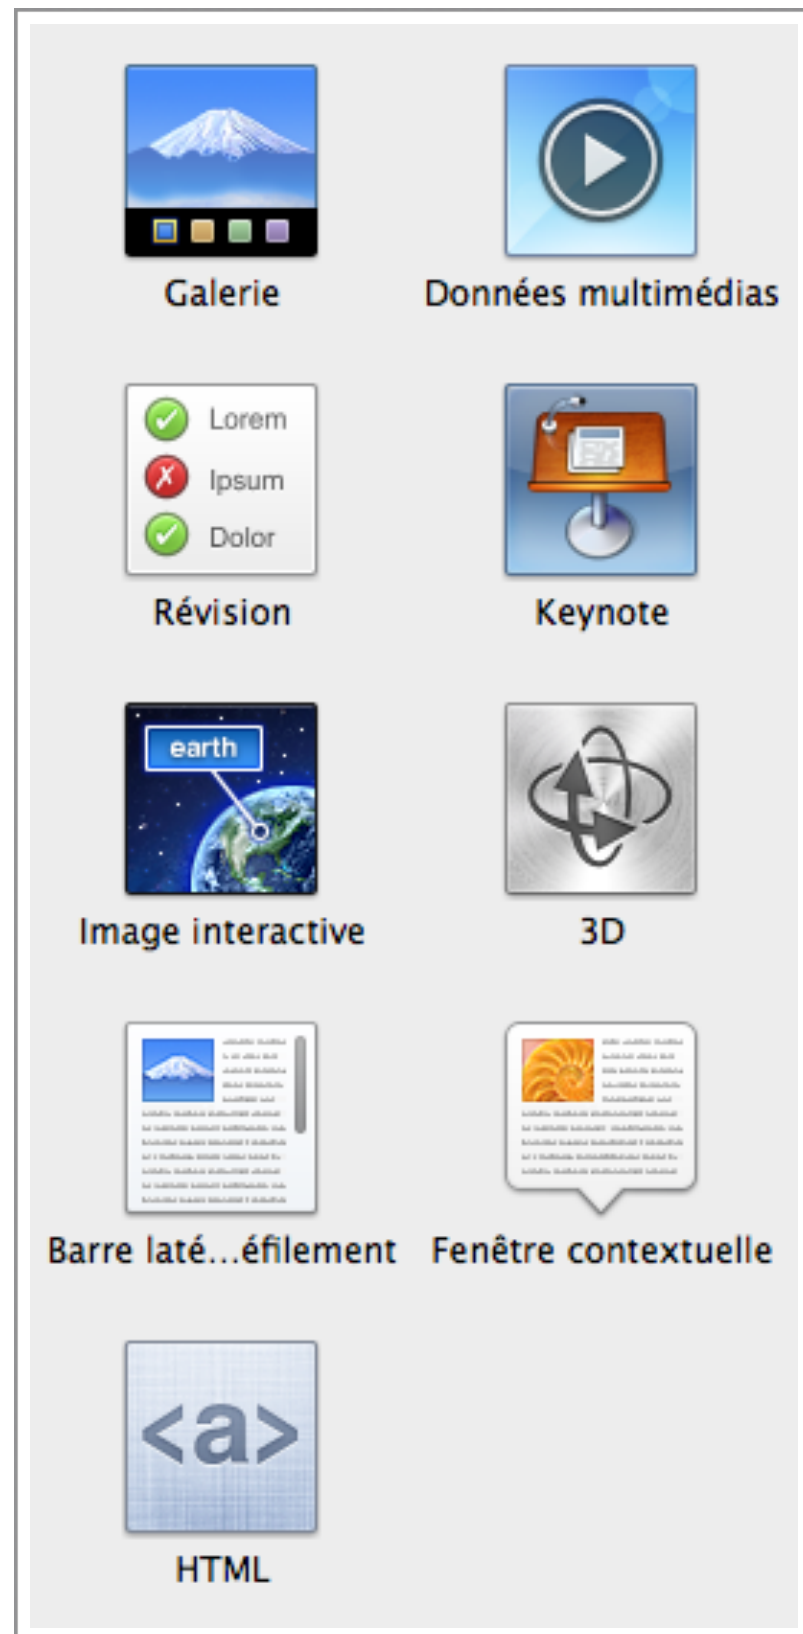 Galerie
Données multimédias
Lorem
Ipsum
Dolor
Révision
Keynote
earth
Image interactive
3D
Barre laté...éfilement
Fenêtre contextuelle
<a>
HTML